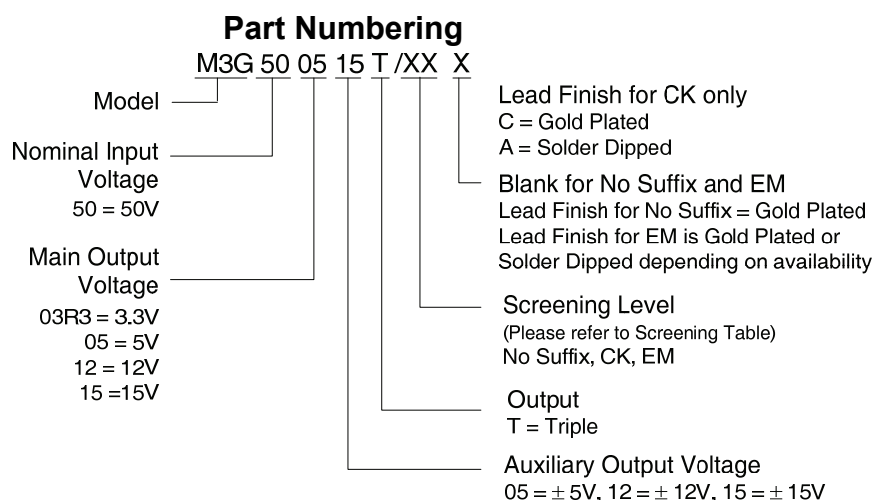 Part Numbering
M3G 50 05 15 T /XX X
Model
Nominal Input
Voltage
50 = 50V
Main Output
Voltage
03R3 = 3.3V
05 = 5V
12 = 12V
15 =15V
Lead Finish for CK only
C = Gold Plated
A = Solder Dipped
Blank for No Suffix and EM
Lead Finish for No Suffix = Gold Plated
Lead Finish for EM is Gold Plated or
Solder Dipped depending on availability
Screening Level
(Please refer to Screening Table)
No Suffix, CK, EM
Output
T = Triple
Auxiliary Output Voltage
05 = ± 5V, 12 = ± 12V, 15 = ± 15V